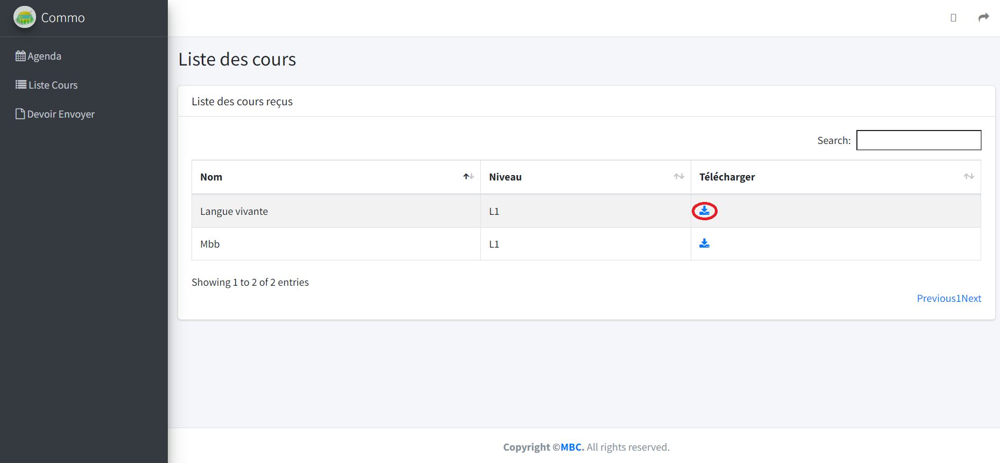 Commo
Agenda
Liste Cours
Devoir Envoyer
Liste des cours
Liste des cours reçus
Search:
Nom Niveau Télécharger
Langue vivante L1
Mbb L1
Showing 1 to 2 of 2 entries
Previous1Next
Copyright ©MBC. All rights reserved.